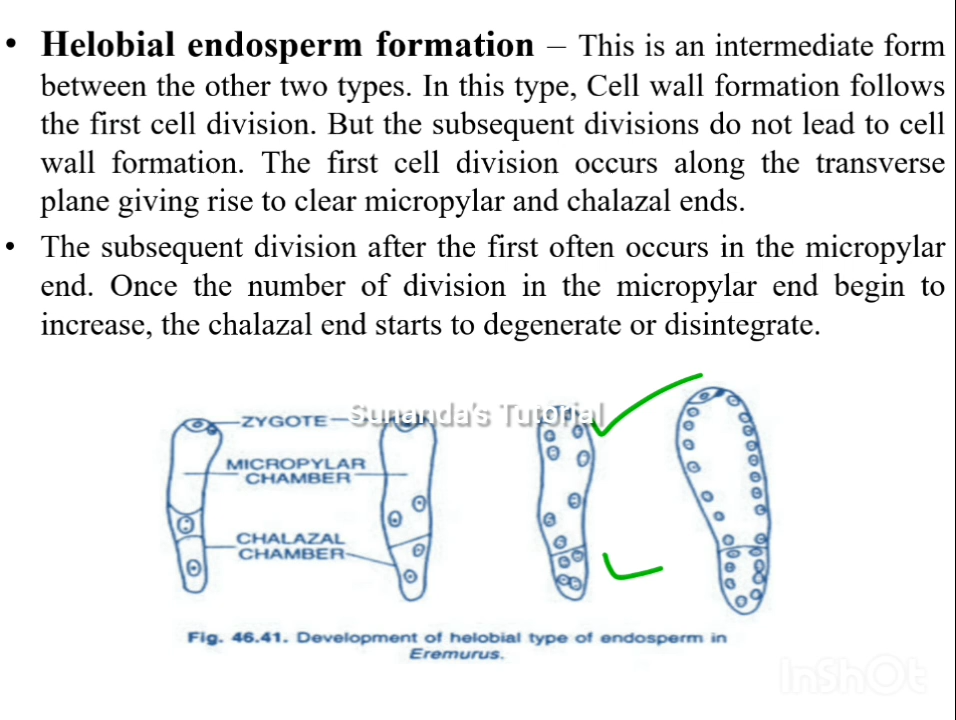 • Helobial endosperm formation – This is an intermediate form
between the other two types. In this type, Cell wall formation follows
the first cell division. But the subsequent divisions do not lead to cell
wall formation. The first cell division occurs along the transverse
plane giving rise to clear micropylar and chalazal ends.
• The subsequent division after the first often occurs in the micropylar
end. Once the number of division in the micropylar end begin to
increase, the chalazal end starts to degenerate or disintegrate.
Sunanda's Tutorial
ZYGOTE
MICROPYLAR
CHAMBER
CHALAZAL
CHAMBER
Fig. 46.41. Development of helobial type of endosperm in
Eremurus.
InShOt